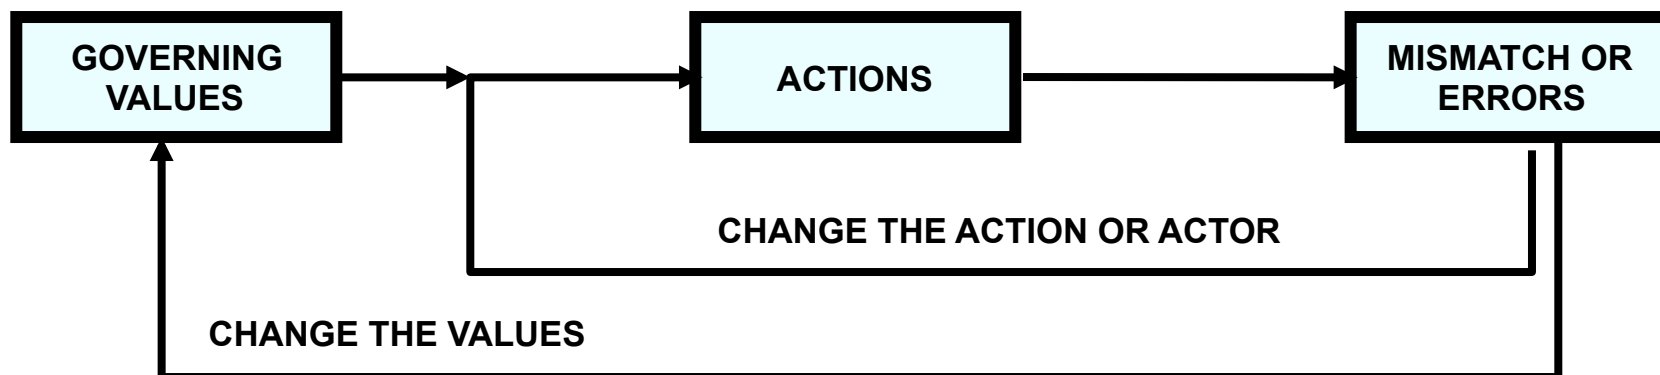 GOVERNING
VALUES
ACTIONS
MISMATCH OR
ERRORS
CHANGE THE ACTION OR ACTOR
CHANGE THE VALUES